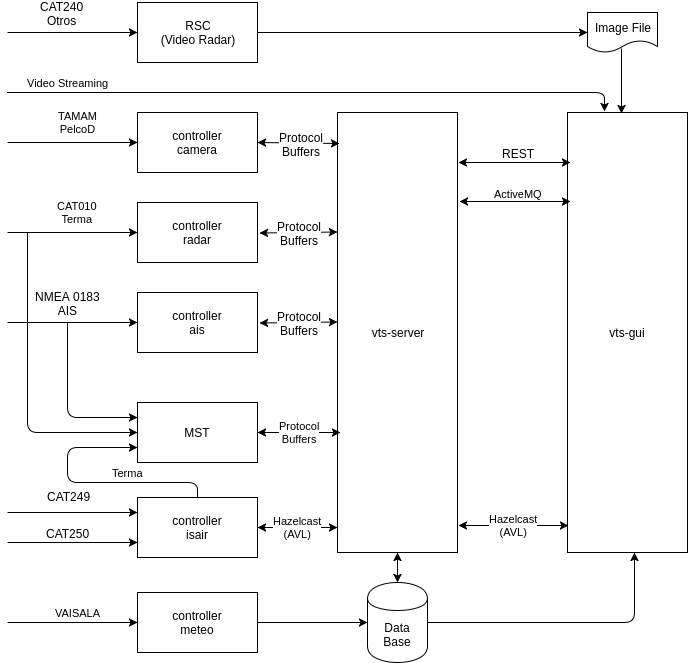 CAT240
Otros
RSC
(Video Radar)
Image File
Video Streaming
TAMAM
PelcoD
controller
camera
Protocol
Buffers
REST
ActiveMQ
CAT010
Terma
controller
radar
Protocol
Buffers
NMEA 0183
AIS
controller
ais
Protocol
Buffers
vts-server
vts-gui
MST
Protocol
Buffers
Terma
CAT249
CAT250
controller
isair
Hazelcast
(AVL)
Hazelcast
(AVL)
VAISALA
controller
meteo
Data
Base